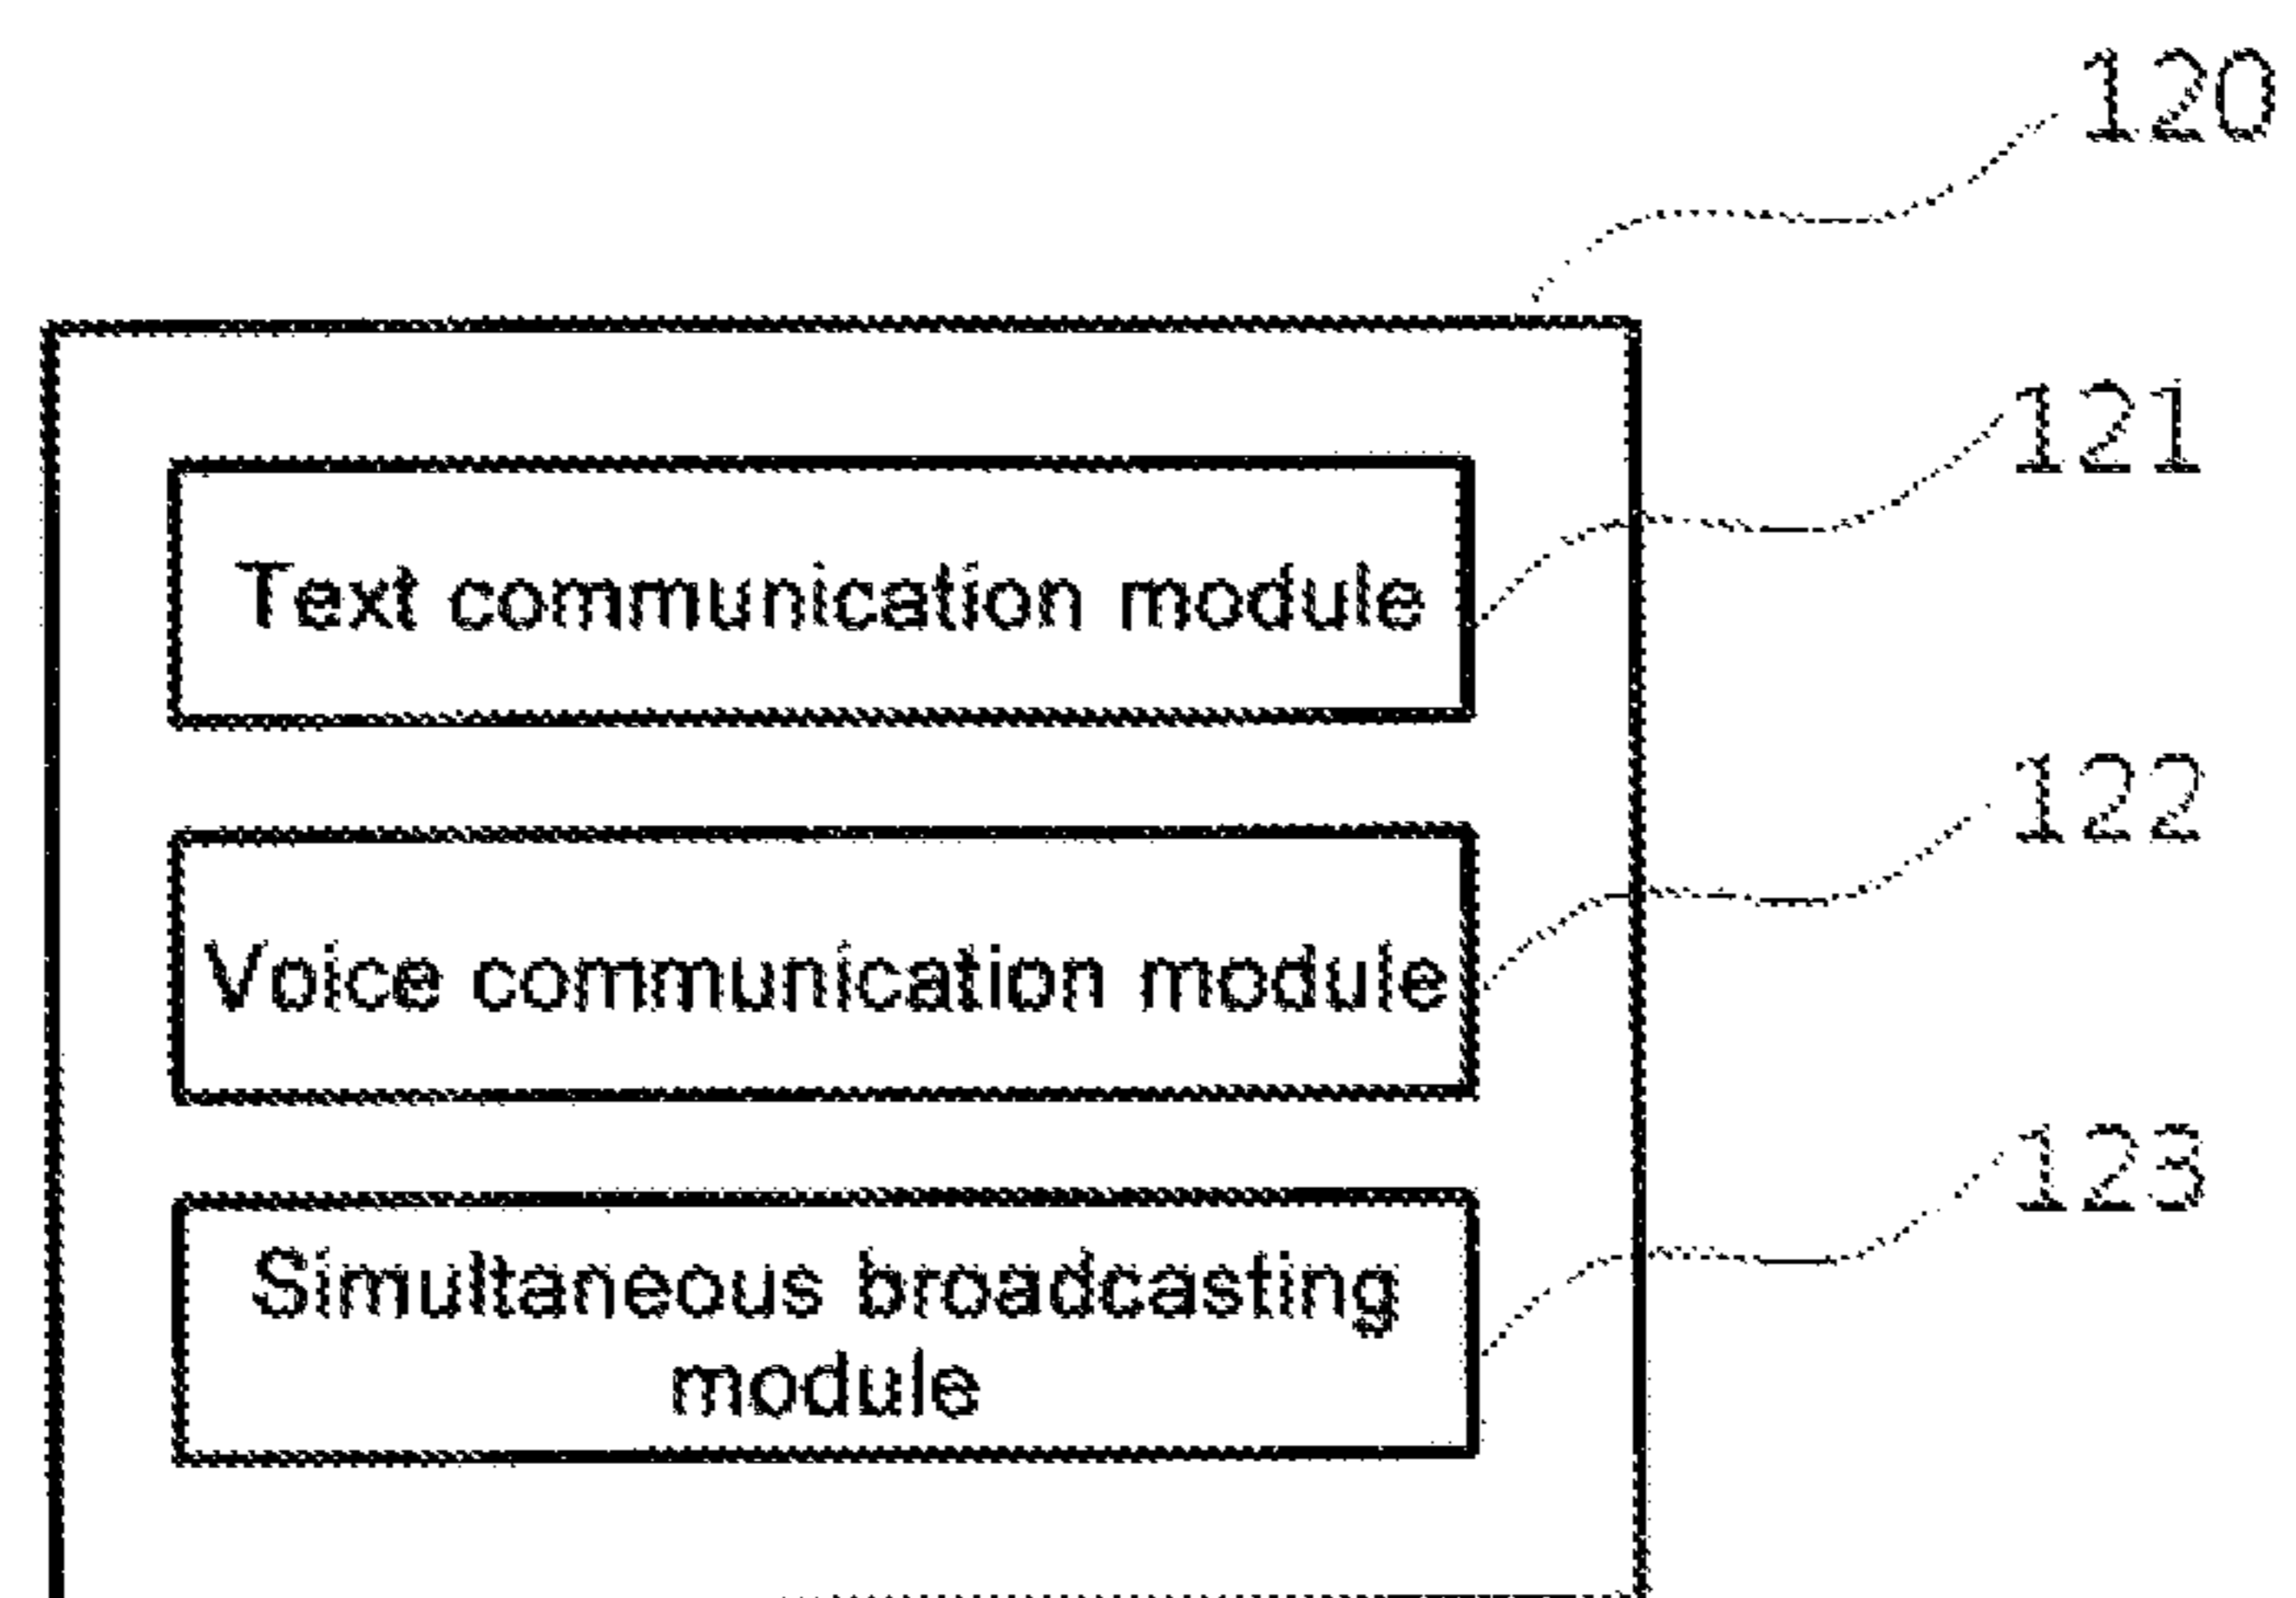 120
121
Text communication module
122
Voice communication module
123
Simultaneous broadcasting
module